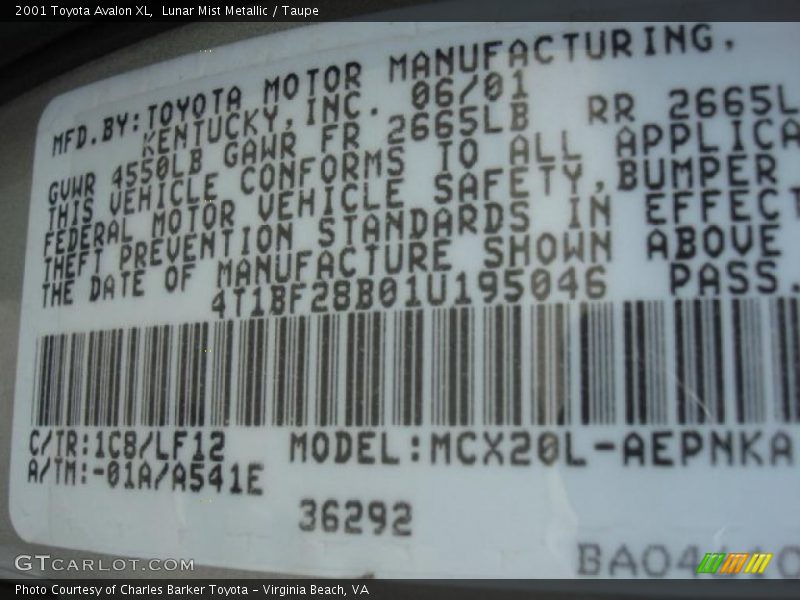 2001 Toyota Avalon XL,  Lunar Mist Metallic / Taupe
MFD.BY:TOYOTA MOTOR MANUFACTURING,
KENTUCKY,INC. 06/01
GVWR 4550LB GAWR FR 2665LB RR 2665L
THIS VEHICLE CONFORMS TO ALL APPLICA
FEDERAL MOTOR VEHICLE SAFETY,BUMPER
THEFT PREVENTION STANDARDS IN EFFECT
THE DATE OF MANUFACTURE SHOWN ABOVE
4T1BF28B01U195046 PASS.
C/TR:1C8/LF12 MODEL:MCX20L-AEPNKA
A/TM:-01A/A541E
36292
GTCARLOT.COM
Photo Courtesy of Charles Barker Toyota - Virginia Beach, VA